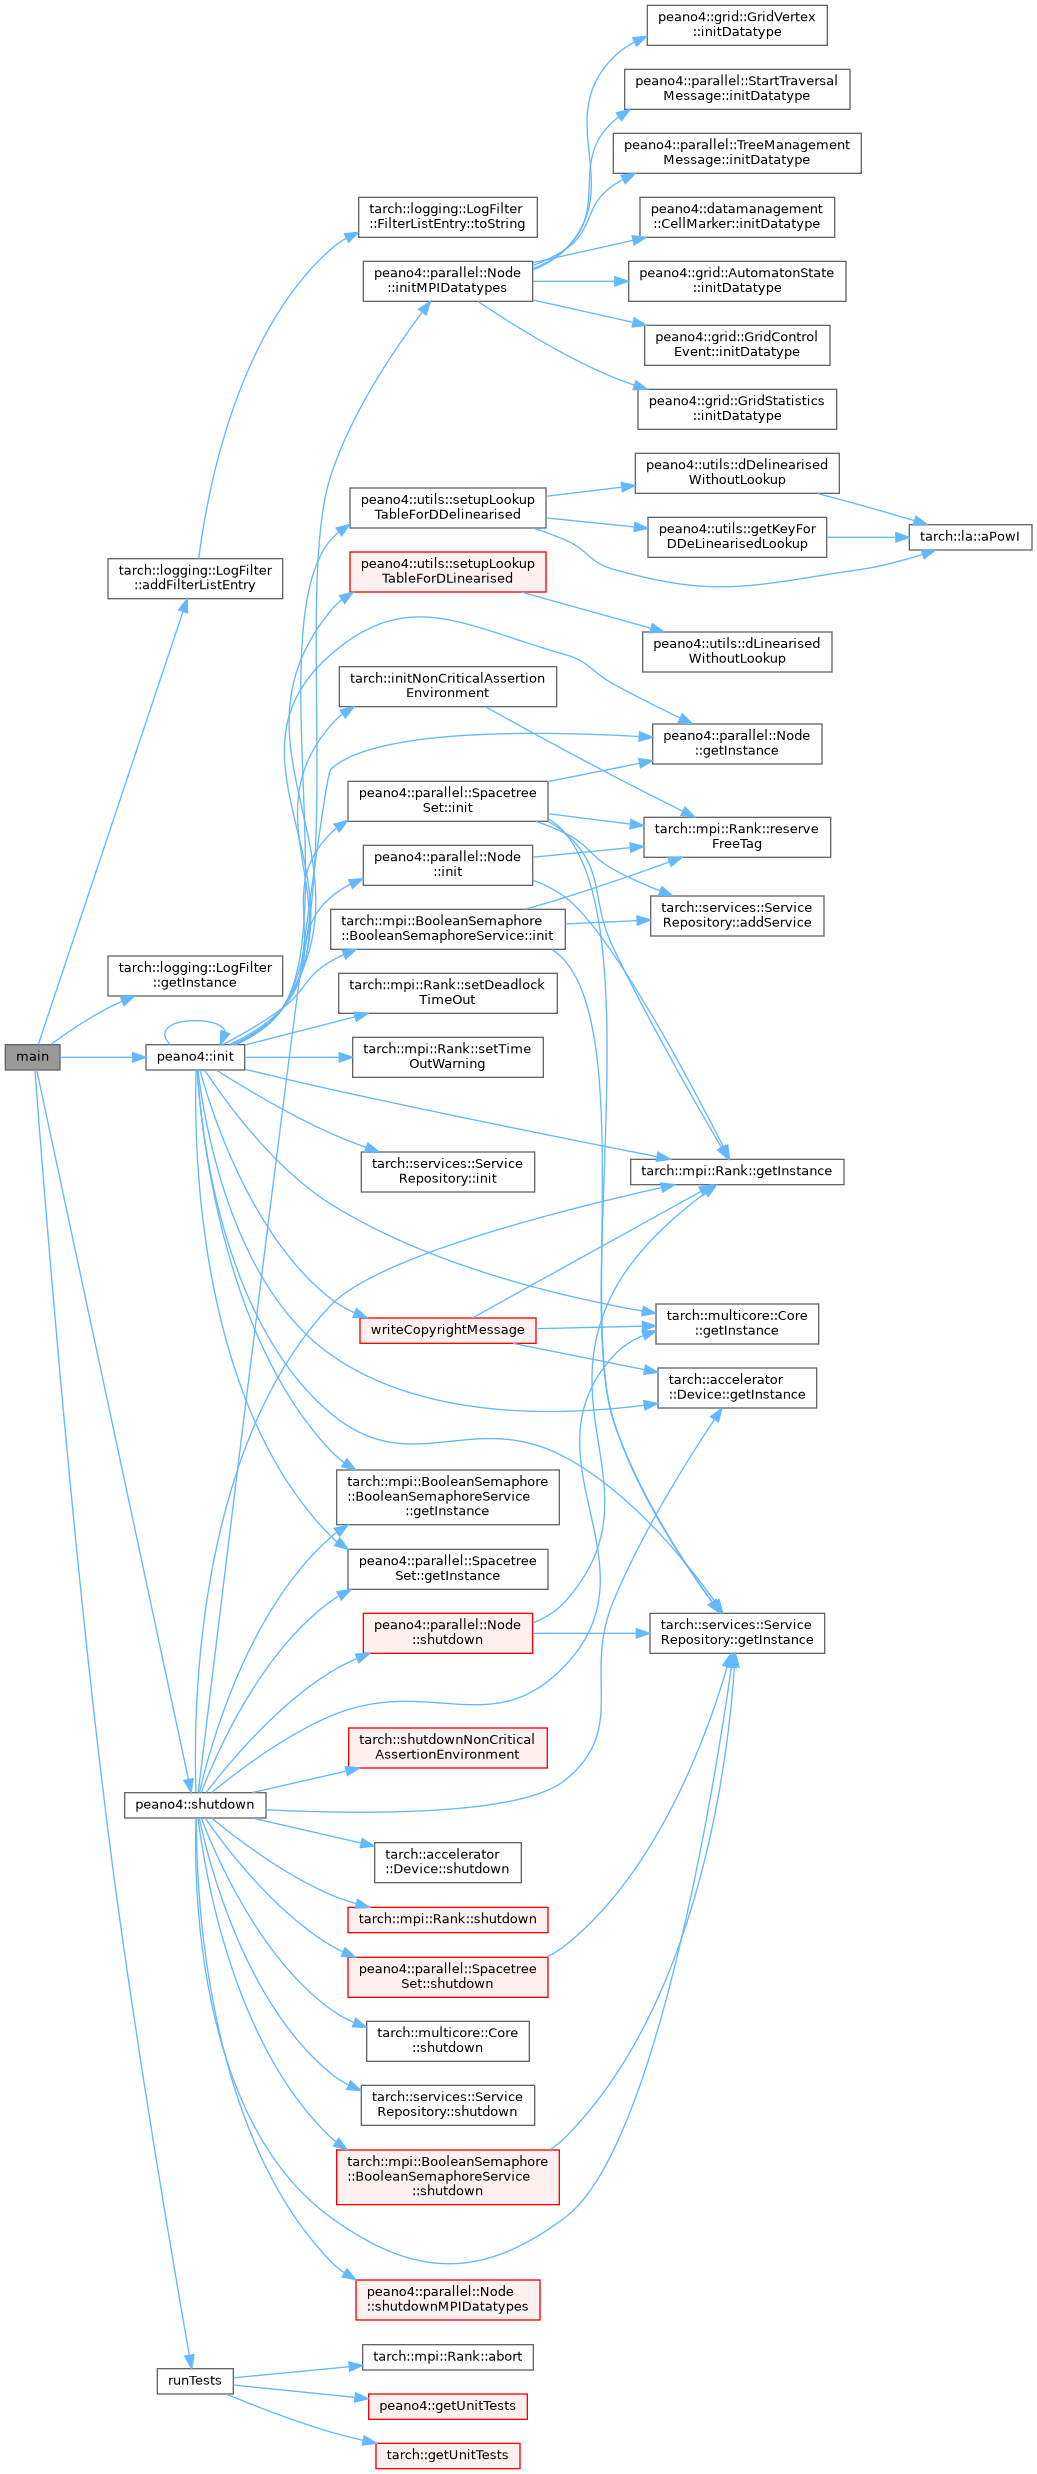 peano4::grid::GridVertex
::initDatatype
peano4::parallel::StartTraversal
Message::initDatatype
peano4::parallel::TreeManagement
Message::initDatatype
tarch::logging::LogFilter
::FilterListEntry::toString
peano4::datamanagement
::CellMarker::initDatatype
peano4::parallel::Node
::initMPIDatatypes
peano4::grid::AutomatonState
::initDatatype
peano4::grid::GridControl
Event::initDatatype
peano4::grid::GridStatistics
::initDatatype
peano4::utils::dDelinearised
WithoutLookup
peano4::utils::setupLookup
TableForDDelinearised
peano4::utils::getKeyFor
DDeLinearisedLookup
tarch::la::aPowI
tarch::logging::LogFilter
::addFilterListEntry
peano4::utils::setupLookup
TableForDLinearised
peano4::utils::dLinearised
WithoutLookup
tarch::initNonCriticalAssertion
Environment
peano4::parallel::Node
::getInstance
peano4::parallel::Spacetree
Set::init
tarch::mpi::Rank::reserve
FreeTag
peano4::parallel::Node
::init
tarch::mpi::BooleanSemaphore
::BooleanSemaphoreService::init
tarch::services::Service
Repository::addService
tarch::logging::LogFilter
::getInstance
tarch::mpi::Rank::setDeadlock
TimeOut
main
peano4::init
tarch::mpi::Rank::setTime
OutWarning
tarch::services::Service
Repository::init
tarch::mpi::Rank::getInstance
writeCopyrightMessage
tarch::multicore::Core
::getInstance
tarch::accelerator
::Device::getInstance
tarch::mpi::BooleanSemaphore
::BooleanSemaphoreService
::getInstance
peano4::parallel::Spacetree
Set::getInstance
peano4::parallel::Node
::shutdown
tarch::services::Service
Repository::getInstance
tarch::shutdownNonCritical
AssertionEnvironment
peano4::shutdown
tarch::accelerator
::Device::shutdown
tarch::mpi::Rank::shutdown
peano4::parallel::Spacetree
Set::shutdown
tarch::multicore::Core
::shutdown
tarch::services::Service
Repository::shutdown
tarch::mpi::BooleanSemaphore
::BooleanSemaphoreService
::shutdown
peano4::parallel::Node
::shutdownMPIDatatypes
runTests
tarch::mpi::Rank::abort
peano4::getUnitTests
tarch::getUnitTests